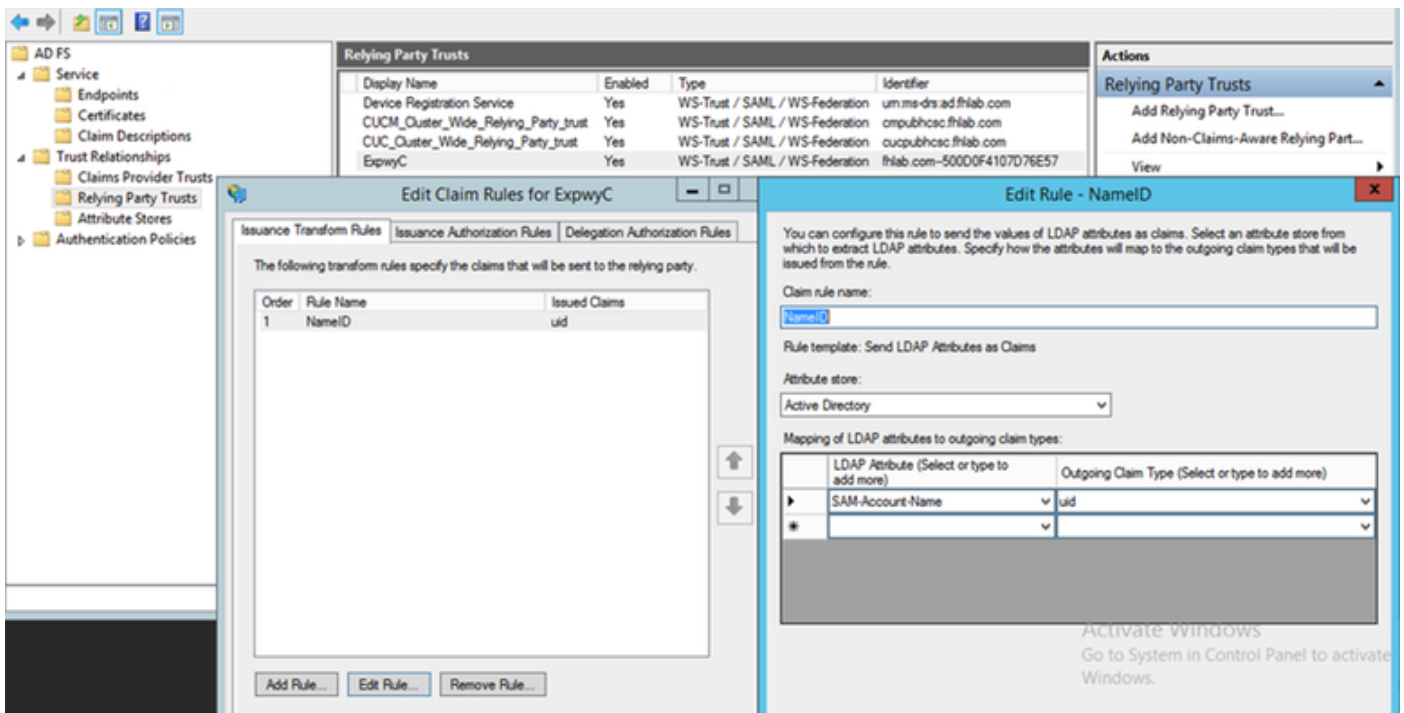 AD FS
Service
Endpoints
Certificates
Claim Descriptions
Trust Relationships
Claims Provider Trusts
Relying Party Trusts
Attribute Stores
Authentication Policies
Relying Party Trusts
Display Name Enabled Type Identifier
Device Registration Service Yes WS-Trust / SAML / WS-Federation urn:ms-drs:ad.fhlab.com
CUCM_Cluster_Wide_Relying_Party_trust Yes WS-Trust / SAML / WS-Federation cmpubhcsc.fhlab.com
CUC_Cluster_Wide_Relying_Party_trust Yes WS-Trust / SAML / WS-Federation cucpubhcsc.fhlab.com
ExpwyC Yes WS-Trust / SAML / WS-Federation fhlab.com--500D0F4107D76E57
Actions
Relying Party Trusts
Add Relying Party Trust...
Add Non-Claims-Aware Relying Part...
View
Edit Claim Rules for ExpwyC
Issuance Transform Rules Issuance Authorization Rules Delegation Authorization Rules
The following transform rules specify the claims that will be sent to the relying party.
Order Rule Name Issued Claims
1 NameID uid
Add Rule... Edit Rule... Remove Rule...
Edit Rule - NameID
x
You can configure this rule to send the values of LDAP attributes as claims. Select an attribute store from
which to extract LDAP attributes. Specify how the attributes will map to the outgoing claim types that will be
issued from the rule.
Claim rule name:
NameID
Rule template: Send LDAP Attributes as Claims
Attribute store:
Active Directory
Mapping of LDAP attributes to outgoing claim types:
LDAP Attribute (Select or type to
add more)
Outgoing Claim Type (Select or type to add more)
SAM-Account-Name uid
Activate Windows
Go to System in Control Panel to activate
Windows.